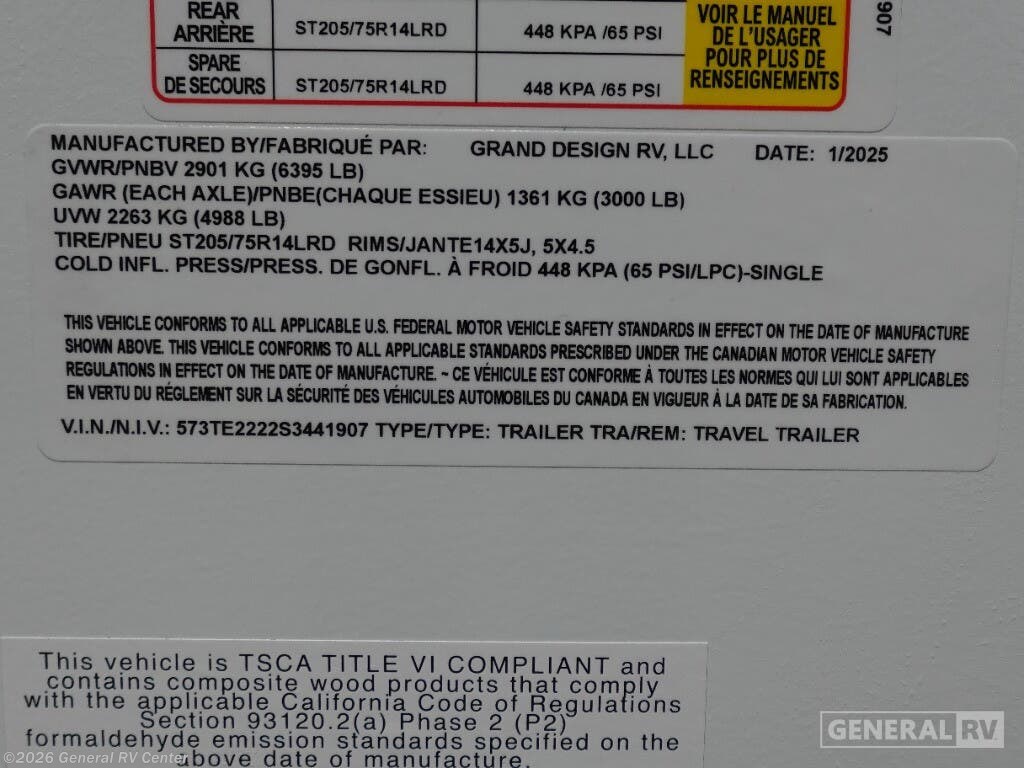 REAR
ARRIÈRE
ST205/75R14LRD
448 KPA /65 PSI
SPARE
DE SECOURS
ST205/75R14LRD
448 KPA /65 PSI
VOIR LE MANUEL
DE L'USAGER
POUR PLUS DE
RENSEIGNEMENTS
907
MANUFACTURED BY/FABRIQUÉ PAR: GRAND DESIGN RV, LLC DATE: 1/2025
GVWR/PNBV 2901 KG (6395 LB)
GAWR (EACH AXLE)/PNBE(CHAQUE ESSIEU) 1361 KG (3000 LB)
UVW 2263 KG (4988 LB)
TIRE/PNEU ST205/75R14LRD RIMS/JANTE14X5J, 5X4.5
COLD INFL. PRESS/PRESS. DE GONFL. À FROID 448 KPA (65 PSI/LPC)-SINGLE
THIS VEHICLE CONFORMS TO ALL APPLICABLE U.S. FEDERAL MOTOR VEHICLE SAFETY STANDARDS IN EFFECT ON THE DATE OF MANUFACTURE
SHOWN ABOVE. THIS VEHICLE CONFORMS TO ALL APPLICABLE STANDARDS PRESCRIBED UNDER THE CANADIAN MOTOR VEHICLE SAFETY
REGULATIONS IN EFFECT ON THE DATE OF MANUFACTURE. ~ CE VÉHICULE EST CONFORME À TOUTES LES NORMES QUI LUI SONT APPLICABLES
EN VERTU DU RÉGLEMENT SUR LA SÉCURITÉ DES VÉHICULES AUTOMOBILES DU CANADA EN VIGUEUR À LA DATE DE SA FABRICATION.
V.I.N./N.I.V.: 573TE2222S3441907 TYPE/TYPE: TRAILER TRA/REM: TRAVEL TRAILER
This vehicle is TSCA TITLE VI COMPLIANT and
contains composite wood products that comply
with the applicable California Code of Regulations
Section 93120.2(a) Phase 2 (P2)
formaldehyde emission standards specified on the
above date of manufacture.
©2026 General RV Center
GENERAL RV